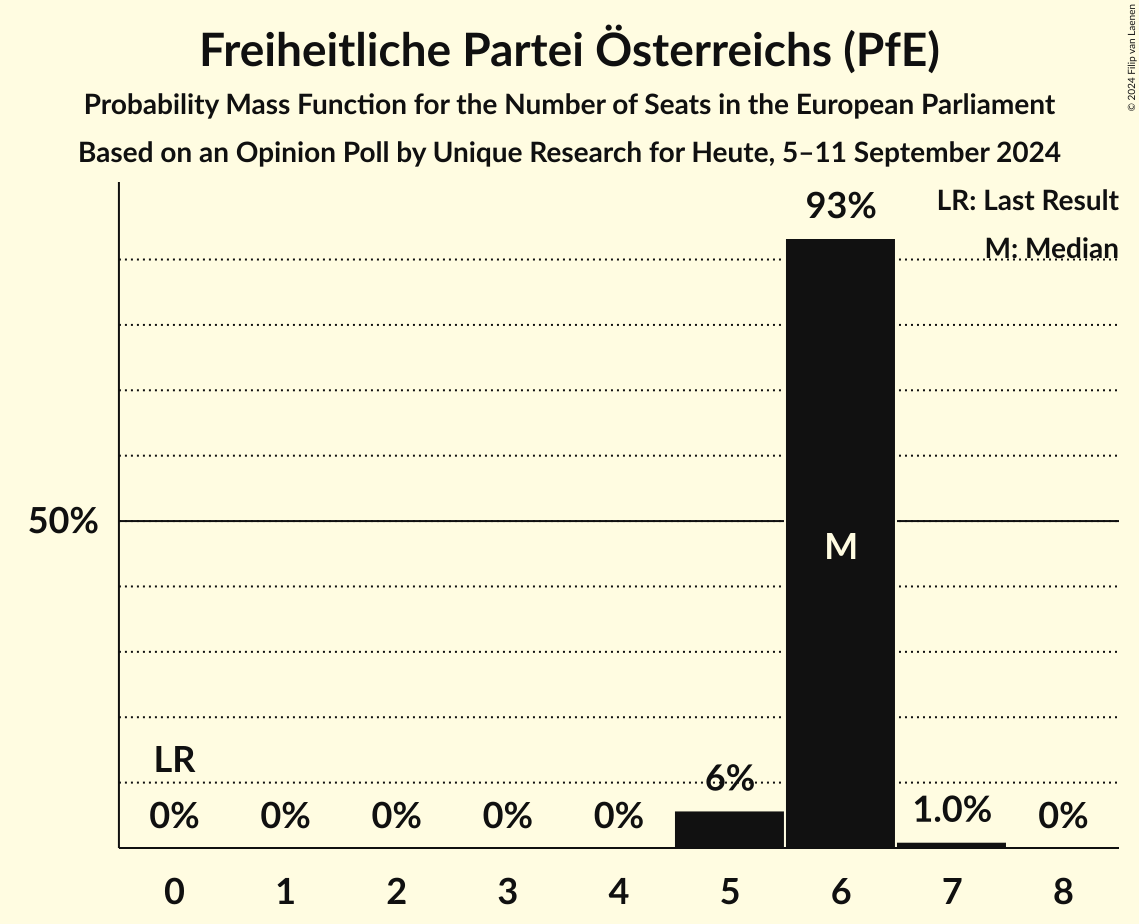 Freiheitliche Partei Österreichs (PfE)
Probability Mass Function for the Number of Seats in the European Parliament
Based on an Opinion Poll by Unique Research for Heute, 5–11 September 2024
© 2024 Filip van Laenen
LR: Last Result
M: Median
93%
50%
M
LR
6%
0% 0% 0% 0% 0% 1.0% 0%
0 1 2 3 4 5 6 7 8